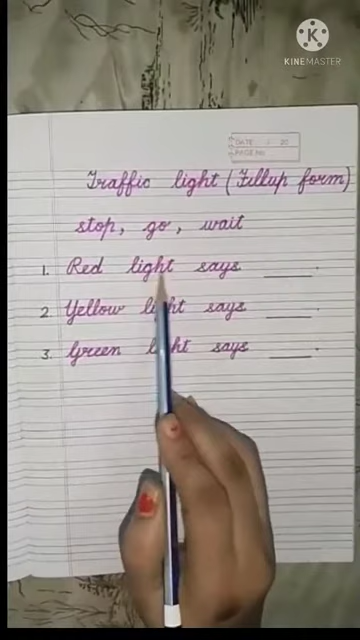 KINEMASTER
DATE / / 20
PAGE No.
Traffic light (Fillup form)
stop, go, wait
1. Red light says ____.
2. Yellow light says ____.
3. Green light says ____.